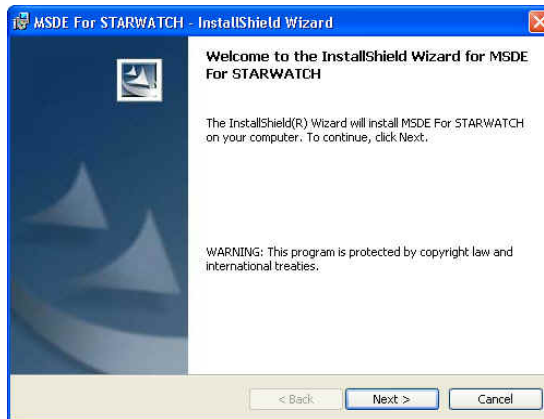 MSDE For STARWATCH - InstallShield Wizard
Welcome to the InstallShield Wizard for MSDE
For STARWATCH
The InstallShield(R) Wizard will install MSDE For STARWATCH
on your computer. To continue, click Next.
WARNING: This program is protected by copyright law and
international treaties.
< Back
Next >
Cancel